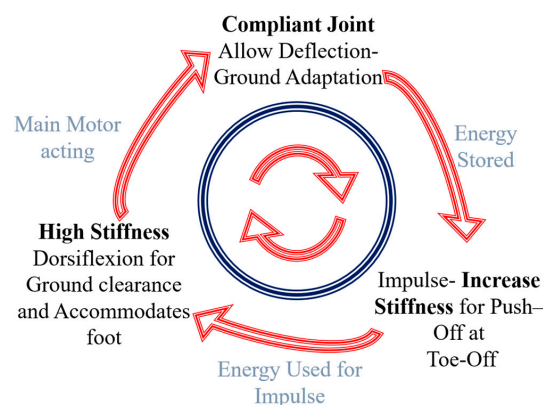 Compliant Joint
Allow Deflection-
Ground Adaptation
Main Motor
acting
Energy
Stored
High Stiffness
Dorsiflexion for
Ground clearance
and Accommodates
foot
Impulse- Increase
Stiffness for Push–
Off at
Toe-Off
Energy Used for
Impulse